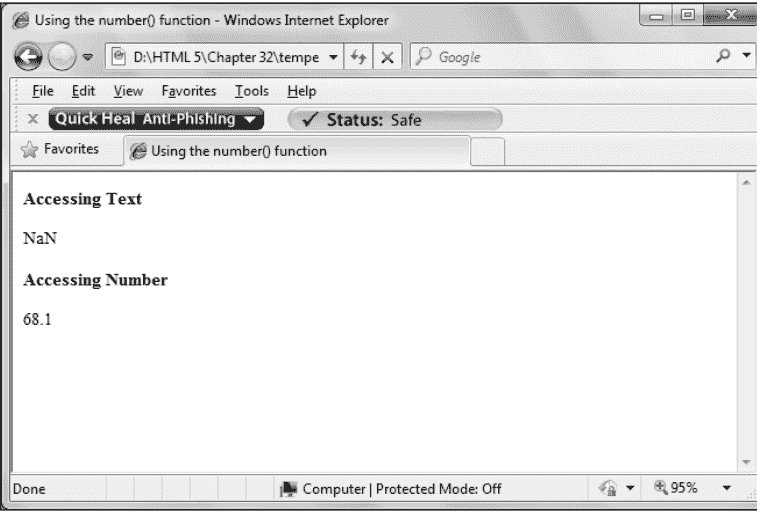 Using the number() function - Windows Internet Explorer
D:\HTML 5\Chapter 32\tempe
Google
File Edit View Favorites Tools Help
Quick Heal Anti-Phishing Status: Safe
Favorites Using the number() function
Accessing Text
NaN
Accessing Number
68.1
Done Computer | Protected Mode: Off 95%